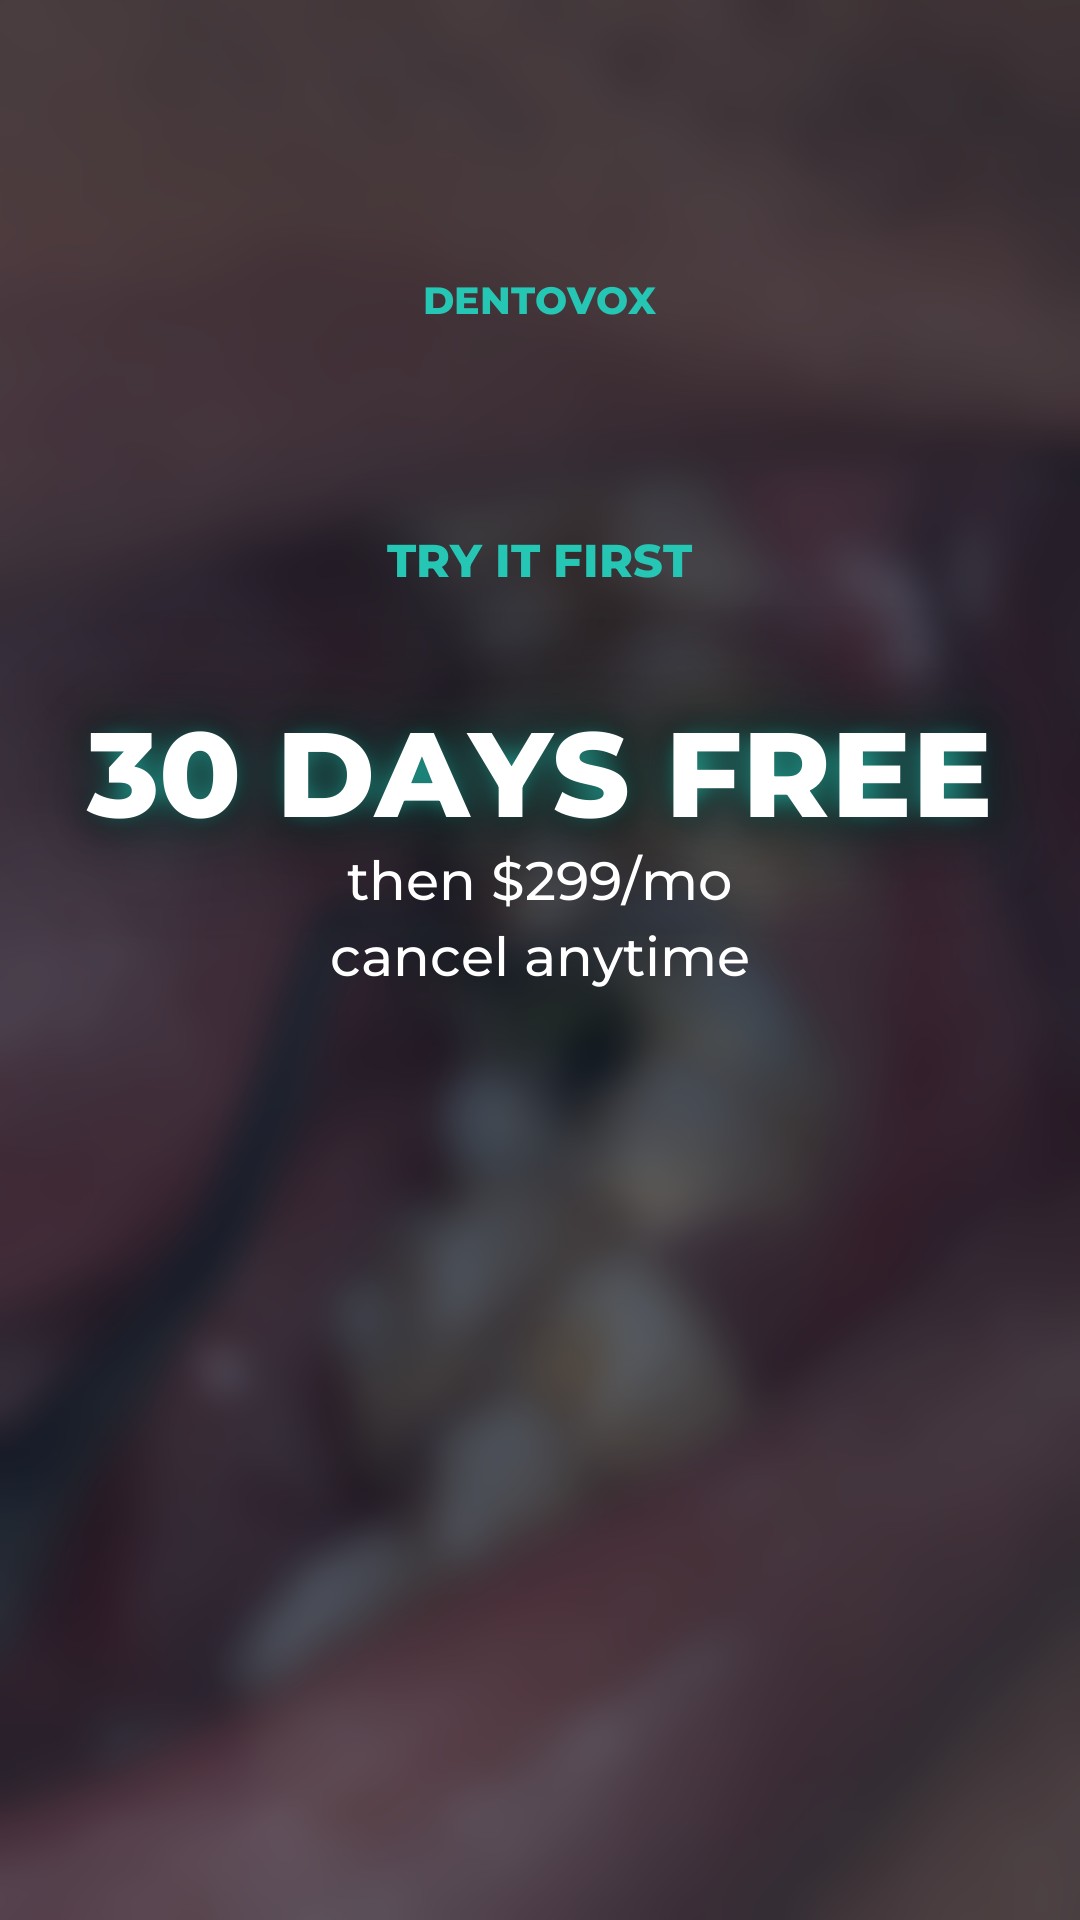 DENTOVOX
TRY IT FIRST
30 DAYS FREE
then $299/mo
cancel anytime